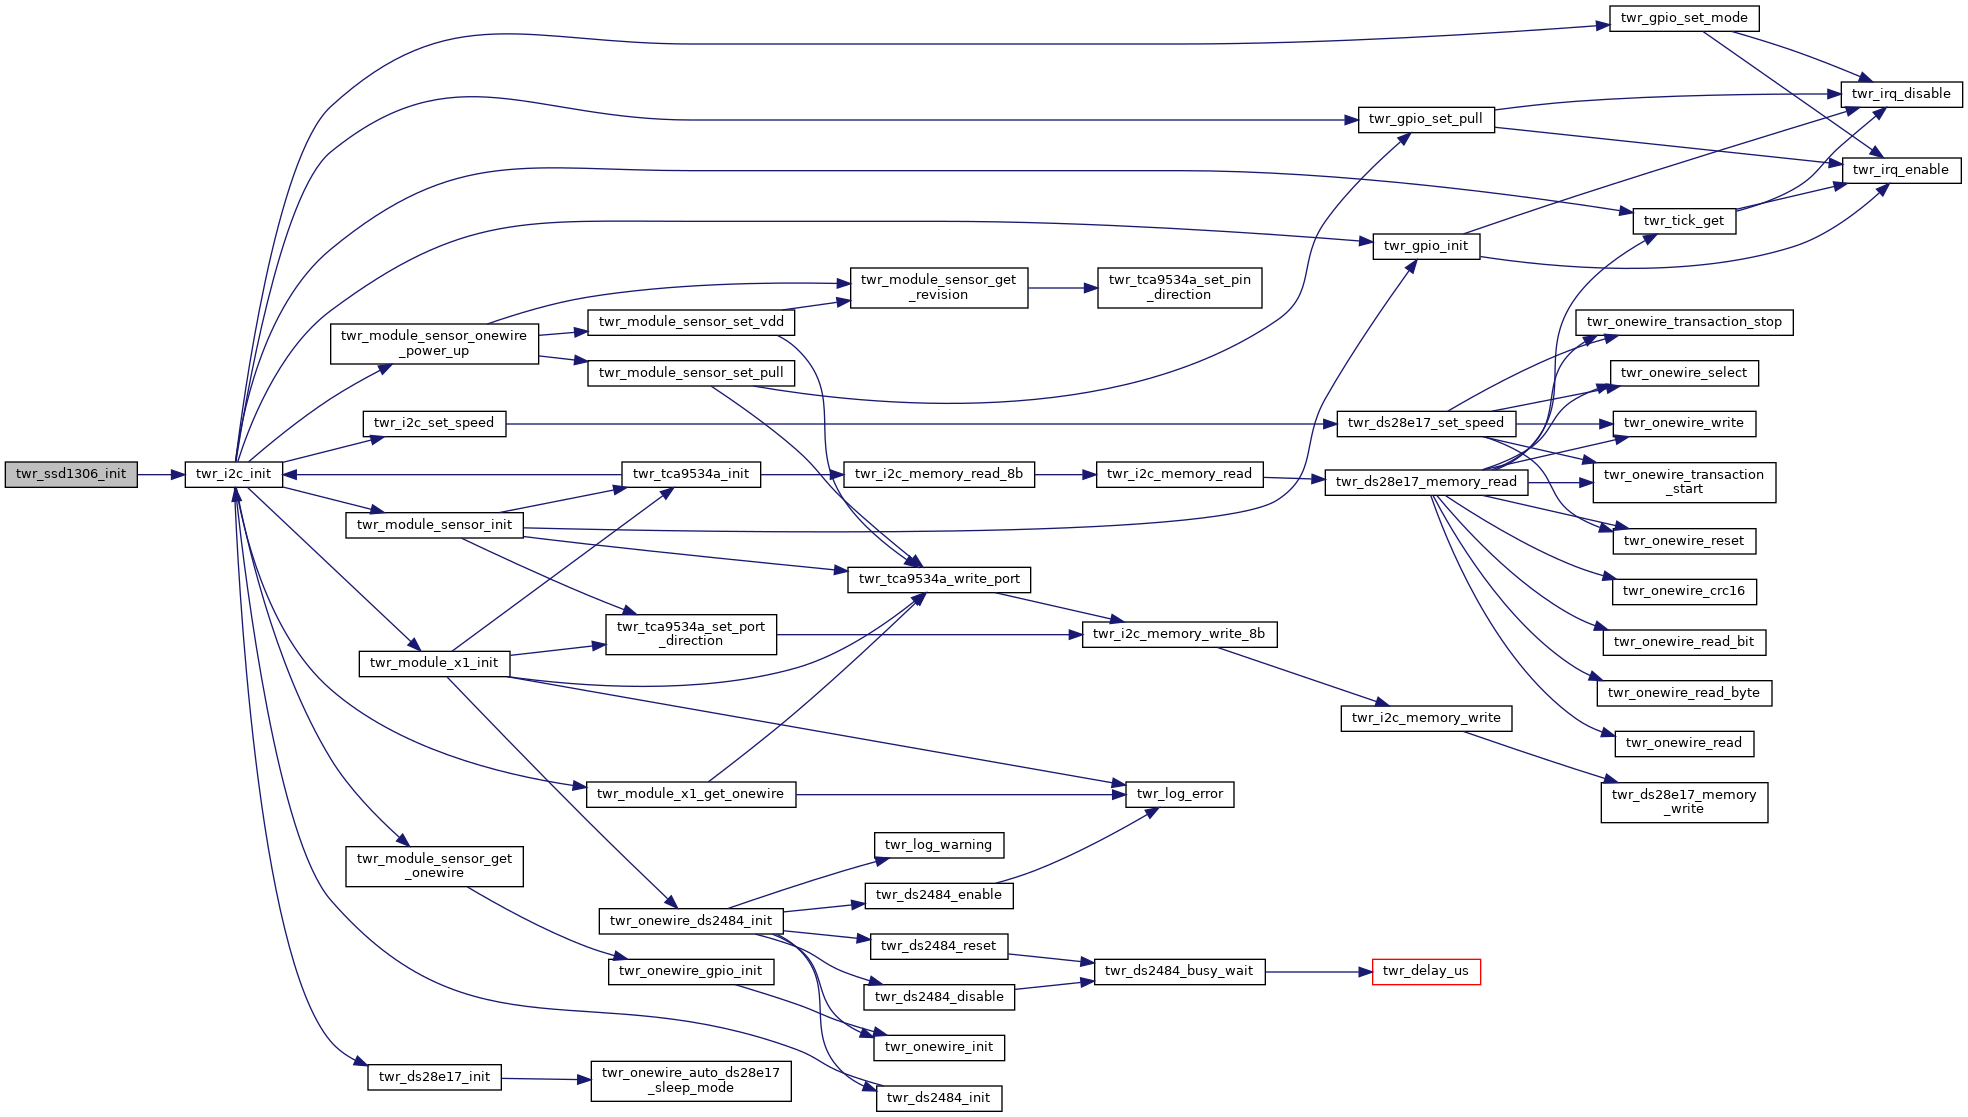 twr_ssd1306_init
twr_i2c_init
twr_gpio_set_mode
twr_irq_disable
twr_gpio_set_pull
twr_irq_enable
twr_tick_get
twr_gpio_init
twr_module_sensor_get
_revision
twr_tca9534a_set_pin
_direction
twr_module_sensor_set_vdd
twr_module_sensor_onewire
_power_up
twr_module_sensor_set_pull
twr_onewire_transaction_stop
twr_onewire_select
twr_i2c_set_speed
twr_ds28e17_set_speed
twr_onewire_write
twr_tca9534a_init
twr_i2c_memory_read_8b
twr_i2c_memory_read
twr_ds28e17_memory_read
twr_onewire_transaction
_start
twr_module_sensor_init
twr_onewire_reset
twr_tca9534a_write_port
twr_onewire_crc16
twr_tca9534a_set_port
_direction
twr_i2c_memory_write_8b
twr_onewire_read_bit
twr_module_x1_init
twr_onewire_read_byte
twr_i2c_memory_write
twr_onewire_read
twr_module_x1_get_onewire
twr_log_error
twr_ds28e17_memory
_write
twr_log_warning
twr_module_sensor_get
_onewire
twr_ds2484_enable
twr_onewire_ds2484_init
twr_ds2484_reset
twr_onewire_gpio_init
twr_ds2484_busy_wait
twr_delay_us
twr_ds2484_disable
twr_onewire_init
twr_ds28e17_init
twr_onewire_auto_ds28e17
_sleep_mode
twr_ds2484_init